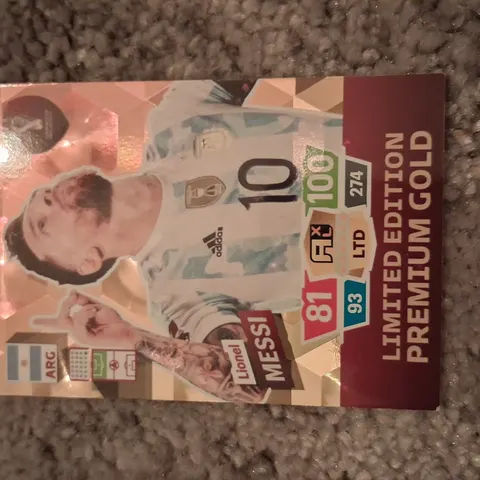 ARG
10
adidas
Lionel
MESSI
81
100
93
LTD
274
LIMITED EDITION
PREMIUM GOLD